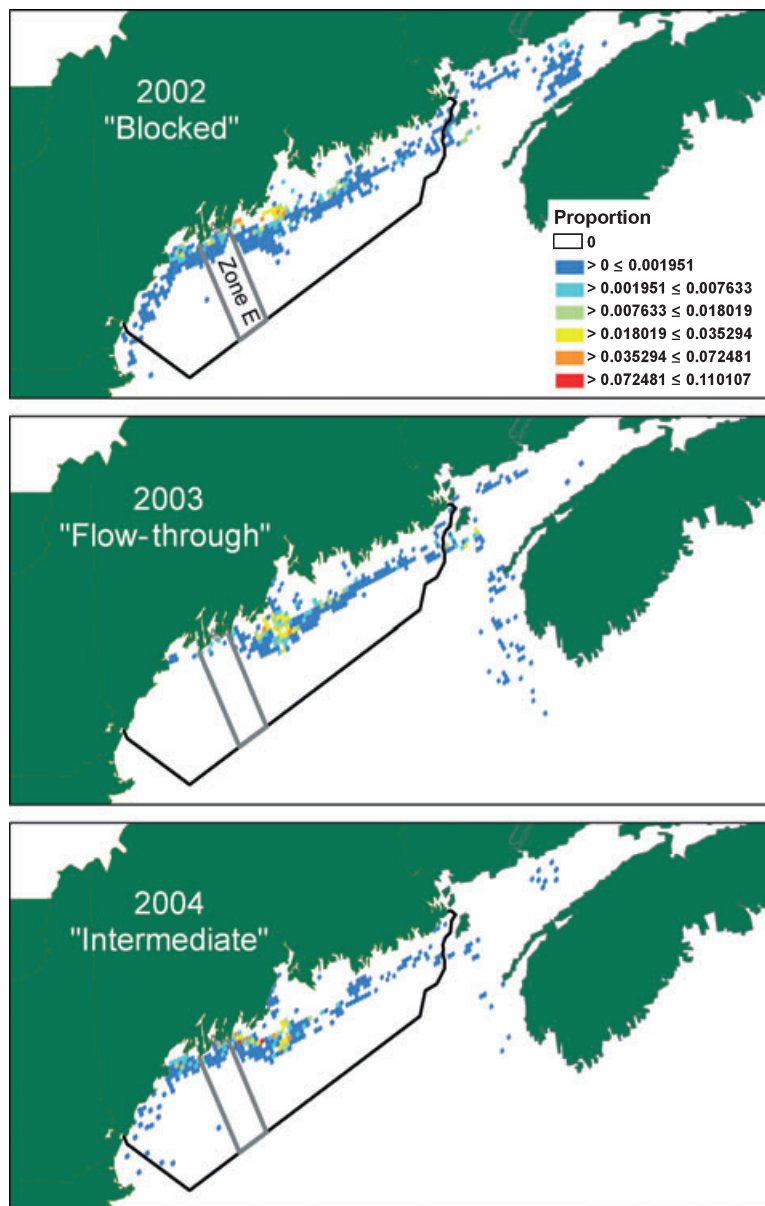 2002
"Blocked"
Zone E
Proportion
0
> 0 ≤ 0.001951
> 0.001951 ≤ 0.007633
> 0.007633 ≤ 0.018019
> 0.018019 ≤ 0.035294
> 0.035294 ≤ 0.072481
> 0.072481 ≤ 0.110107
2003
"Flow-through"
2004
"Intermediate"